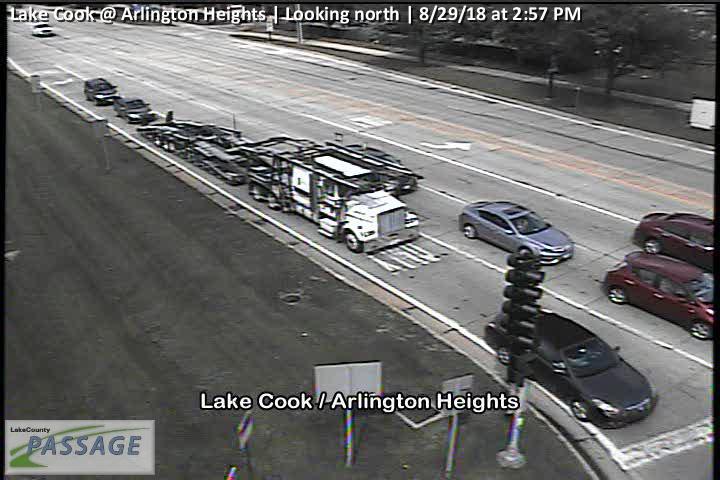 Lake Cook @ Arlington Heights | Looking north | 8/29/18 at 2:57 PM
Lake Cook / Arlington Heights
LakeCounty
PASSAGE